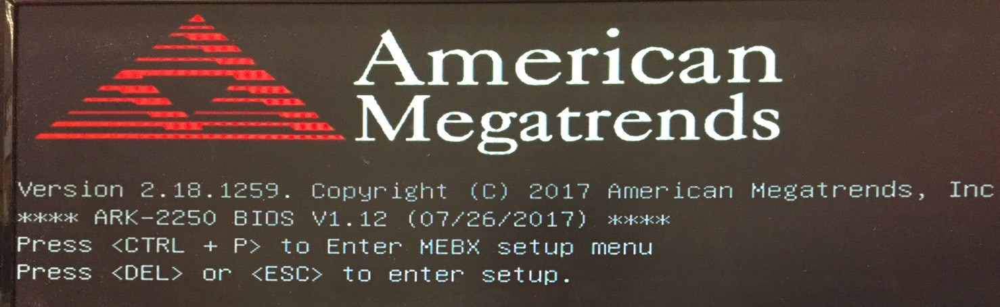 American
Megatrends
Version 2.18.1259. Copyright (C) 2017 American Megatrends, Inc
**** ARK-2250 BIOS V1.12 (07/26/2017) ****
Press <CTRL + P> to Enter MEBX setup menu
Press <DEL> or <ESC> to enter setup.